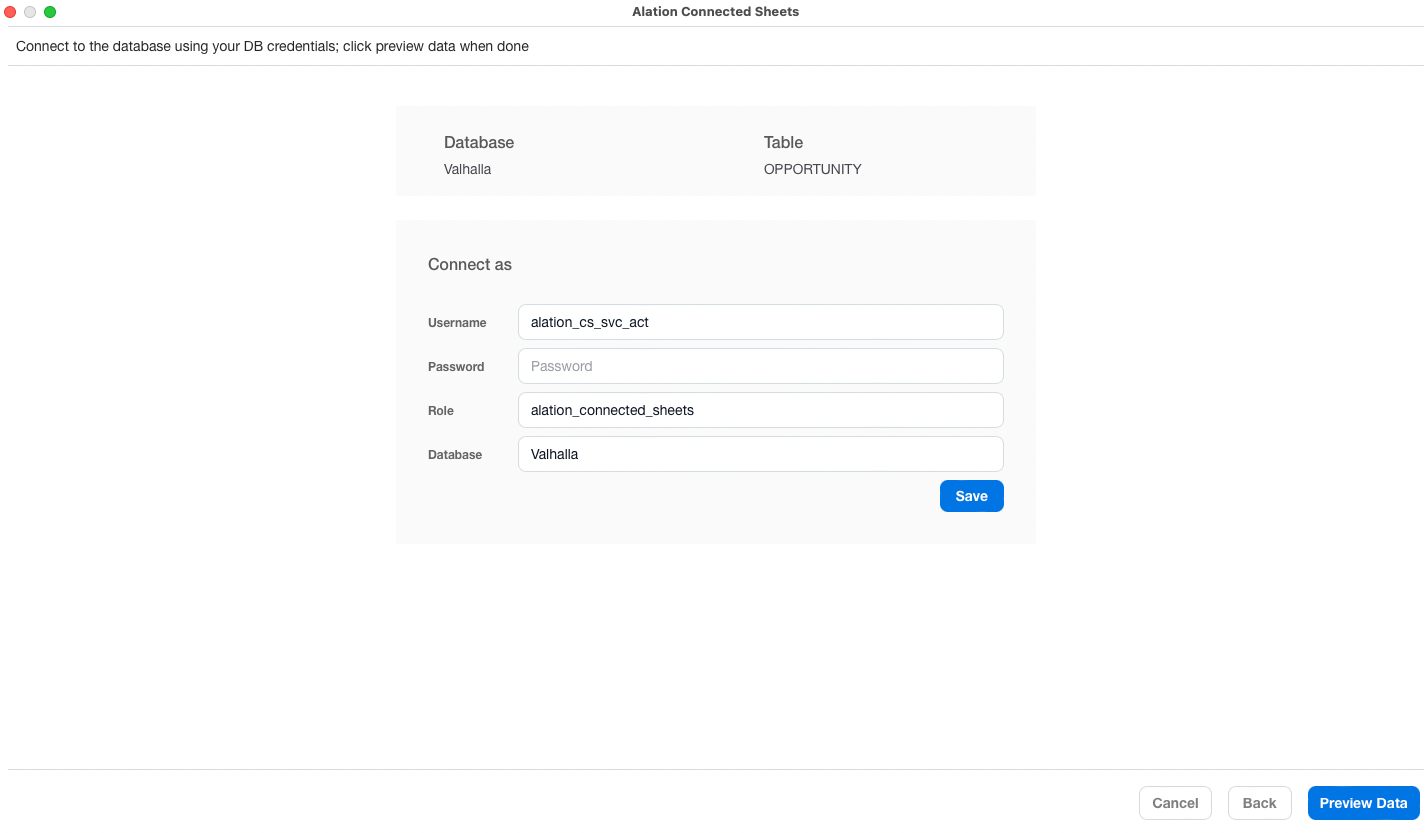 Alation Connected Sheets
Connect to the database using your DB credentials; click preview data when done
Database Table
Valhalla OPPORTUNITY
Connect as
Username alation_cs_svc_act
Password Password
Role alation_connected_sheets
Database Valhalla
Save
Cancel Back Preview Data